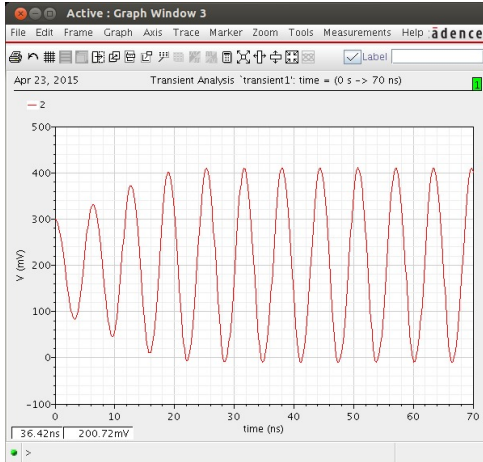 Active : Graph Window 3
File Edit Frame Graph Axis Trace Marker Zoom Tools Measurements Help cādence
Label
Apr 23, 2015 Transient Analysis `transient1': time = (0 s -> 70 ns) 1
2
500
400
300
200
100
0
-100
V (mV)
0 10 20 30 40 50 60 70
time (ns)
36.42ns 200.72mV
>